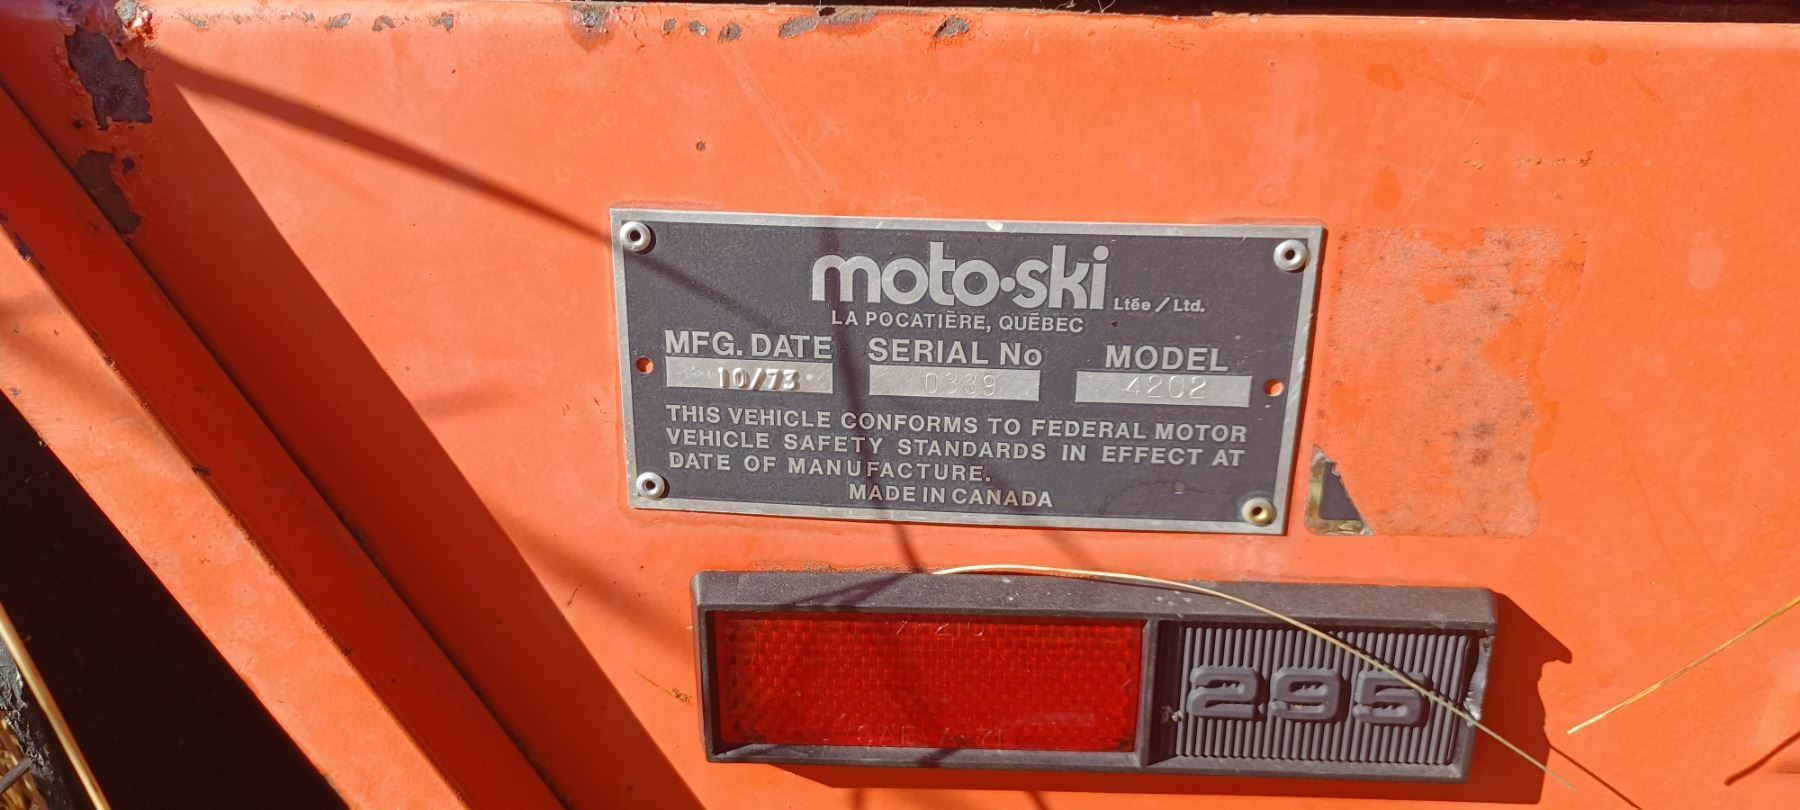 moto•ski Ltée/Ltd.
LA POCATIÈRE, QUÉBEC
MFG. DATE SERIAL No MODEL
10/73 0339 4202
THIS VEHICLE CONFORMS TO FEDERAL MOTOR
VEHICLE SAFETY STANDARDS IN EFFECT AT
DATE OF MANUFACTURE.
MADE IN CANADA
295